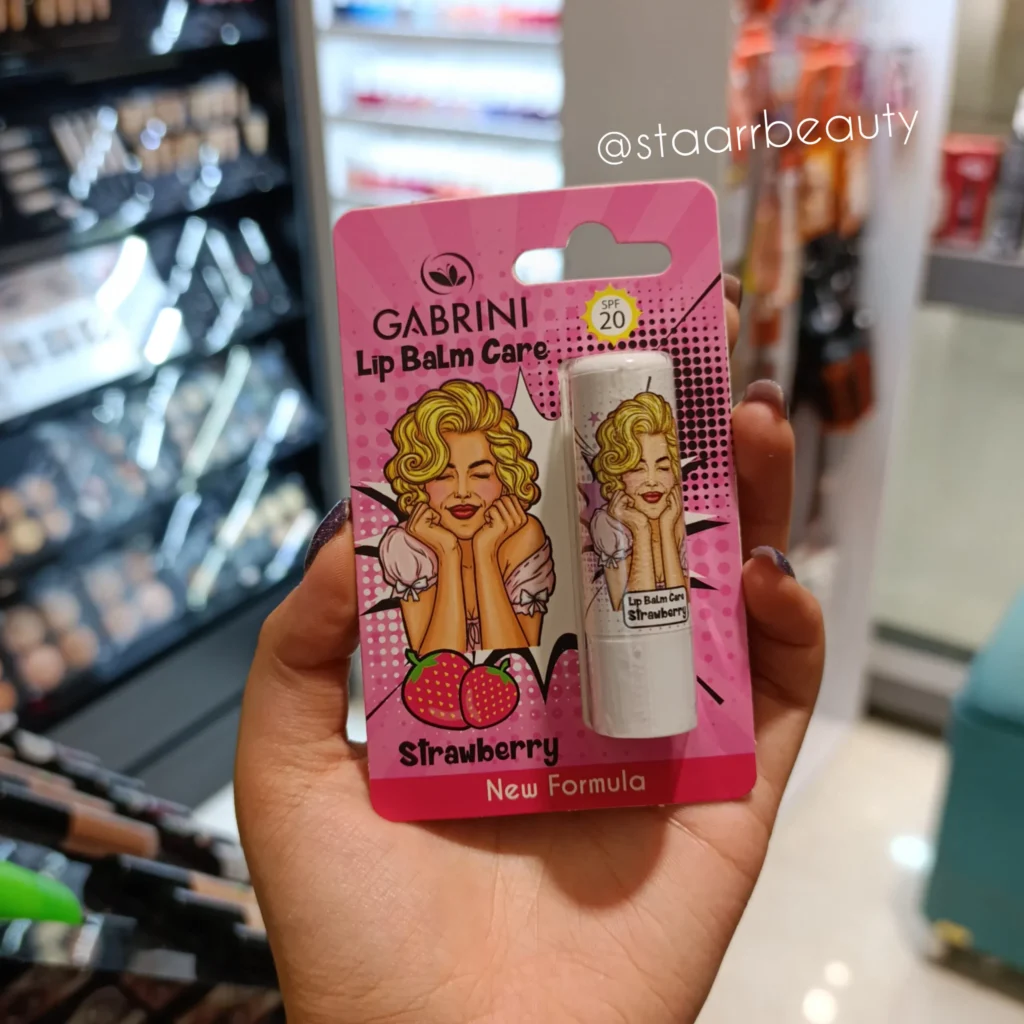 @staarrbeauty
GABRINI
Lip Balm Care
SPF
20
Lip Balm Care
Strawberry
Strawberry
New Formula